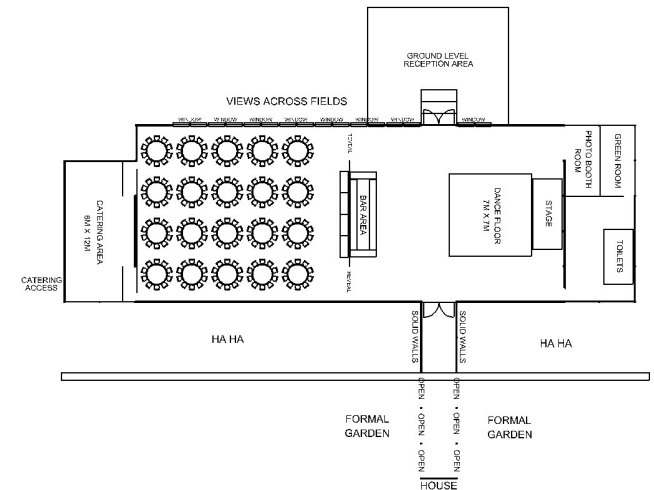 GROUND LEVEL
RECEPTION AREA
VIEWS ACROSS FIELDS
WINDOW WINDOW WINDOW WINDOW WINDOW WINDOW WINDOW WINDOW
REVEAL
PHOTO BOOTH
ROOM
GREEN ROOM
CATERING AREA
8M X 12M
BAR AREA
DANCE FLOOR
7M X 7M
STAGE
TOILETS
REVEAL
CATERING
ACCESS
SOLID WALLS
SOLID WALLS
HA HA
HA HA
OPEN • OPEN • OPEN
OPEN • OPEN • OPEN
FORMAL
GARDEN
FORMAL
GARDEN
HOUSE